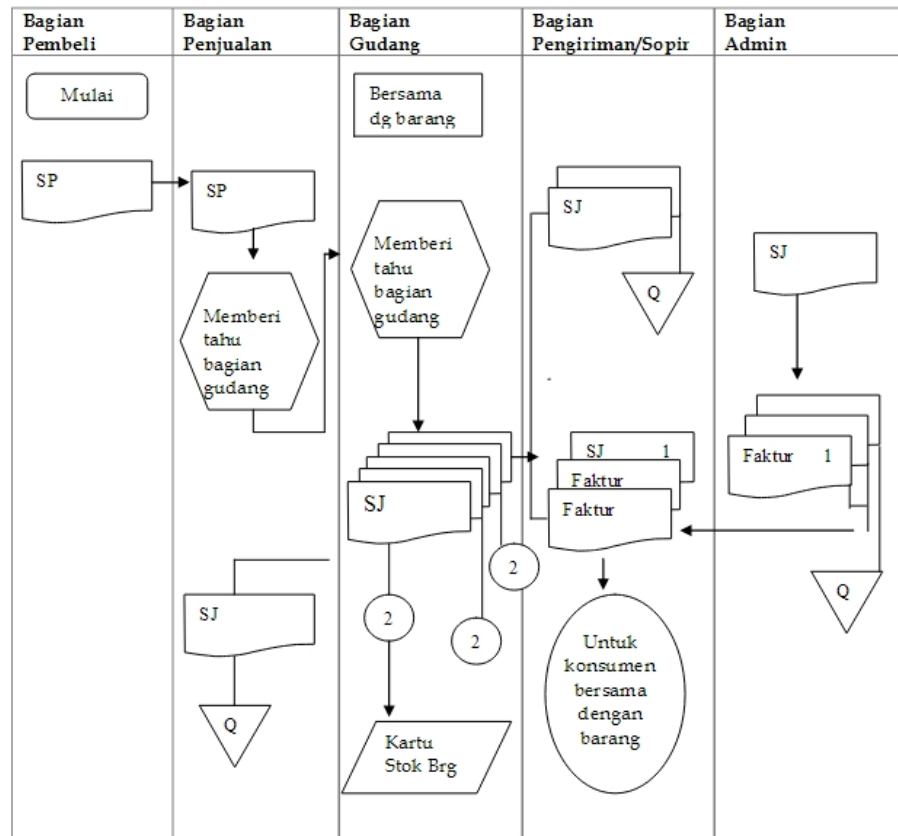 Bagian
Pembeli
Bagian
Penjualan
Bagian
Gudang
Bagian
Pengiriman/Sopir
Bagian
Admin
Mulai
SP
SP
Memberi
tahu
bagian
gudang
SJ
Q
Bersama
dg barang
Memberi
tahu
bagian
gudang
SJ
2
2
2
Kartu
Stok Brg
SJ
Q
SJ 1
Faktur
Faktur
Untuk
konsumen
bersama
dengan
barang
SJ
Faktur 1
Q